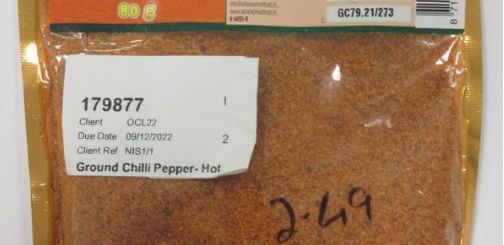 80 g
GC79.21/273
179877 1
Client OCL22
Due Date 09/12/2022 2
Client Ref NIS1/1
Ground Chilli Pepper- Hot
2.49